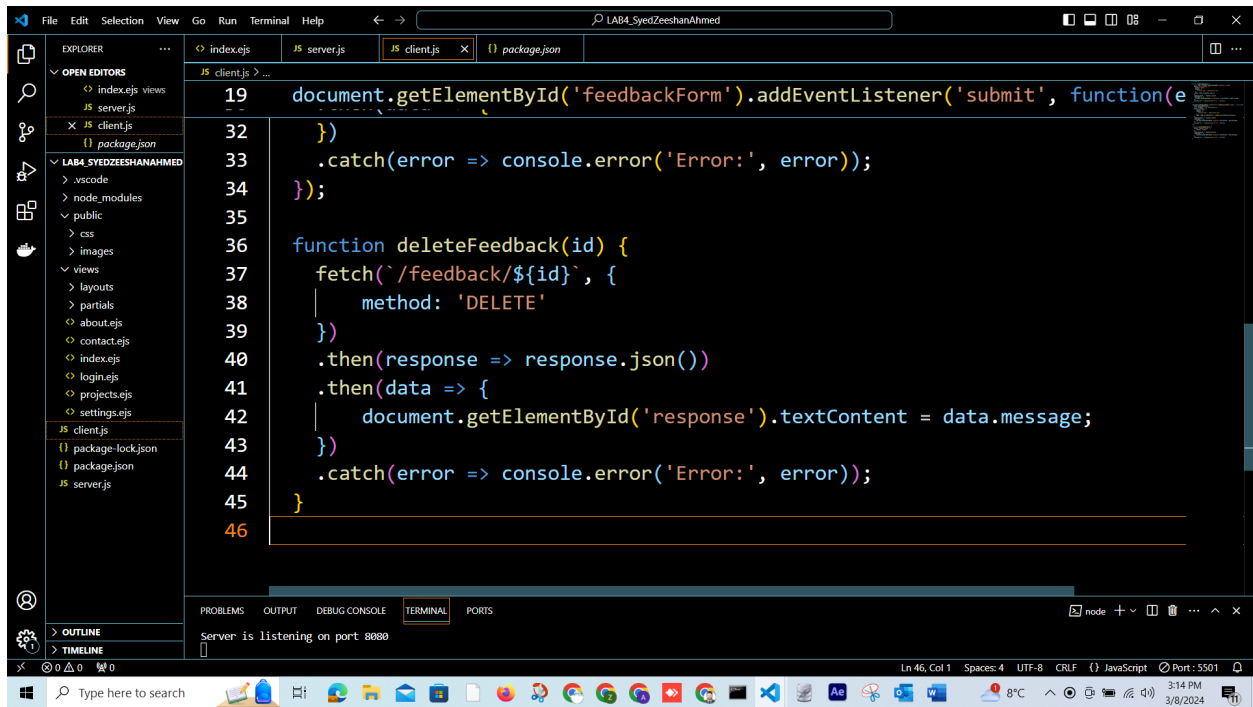 File Edit Selection View Go Run Terminal Help
LAB4_SyedZeeshanAhmed
EXPLORER
OPEN EDITORS
index.ejs views
JS server.js
JS client.js
{} package.json
LAB4_SYEDZEESHANAHMED
.vscode
node_modules
public
css
images
views
layouts
partials
about.ejs
contact.ejs
index.ejs
login.ejs
projects.ejs
settings.ejs
JS client.js
{} package-lock.json
{} package.json
JS server.js
OUTLINE
TIMELINE
index.ejs JS server.js JS client.js {} package.json
JS client.js > ...
19 document.getElementById('feedbackForm').addEventListener('submit', function(e
32 })
33 .catch(error => console.error('Error:', error));
34 });
35
36 function deleteFeedback(id) {
37 fetch(`/feedback/${id}`, {
38 method: 'DELETE'
39 })
40 .then(response => response.json())
41 .then(data => {
42 document.getElementById('response').textContent = data.message;
43 })
44 .catch(error => console.error('Error:', error));
45 }
46
PROBLEMS OUTPUT DEBUG CONSOLE TERMINAL PORTS
node
Server is listening on port 8080
0 0 0 Ln 46, Col 1 Spaces: 4 UTF-8 CRLF {} JavaScript Port : 5501
Type here to search
Ae
8°C
3:14 PM
3/8/2024